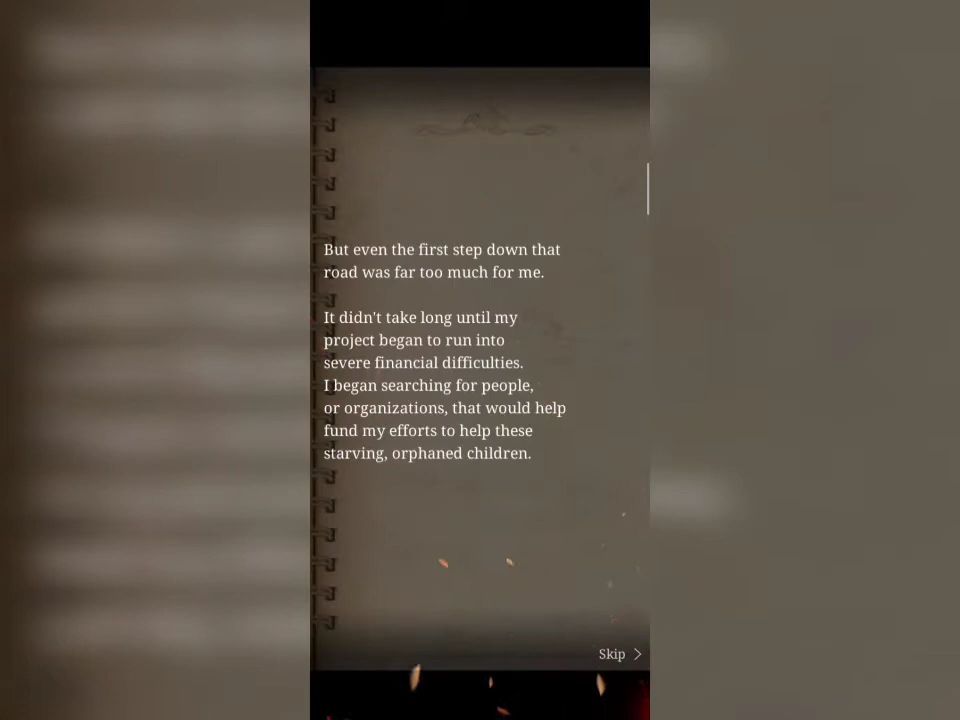 But even the first step down that
road was far too much for me.
It didn't take long until my
project began to run into
severe financial difficulties.
I began searching for people,
or organizations, that would help
fund my efforts to help these
starving, orphaned children.
Skip